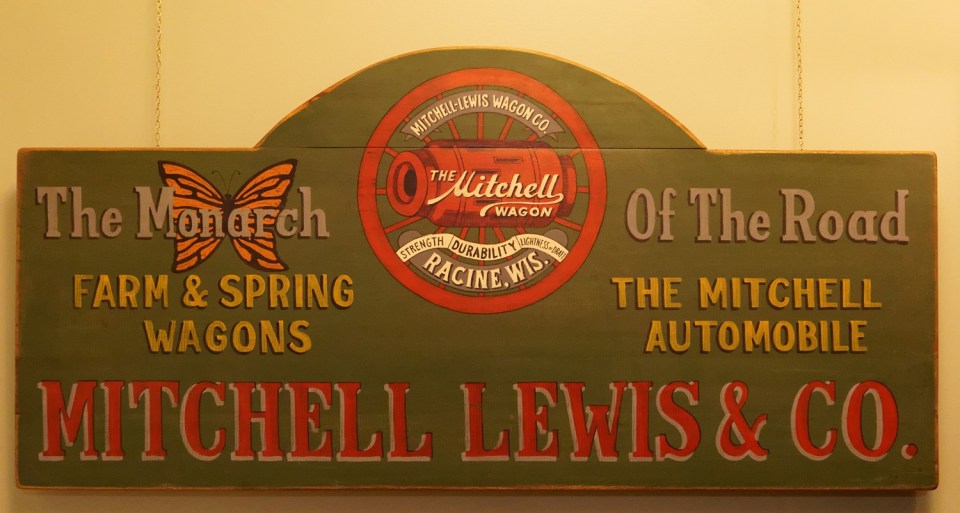 MITCHELL-LEWIS WAGON CO.
THE Mitchell
WAGON
STRENGTH DURABILITY LIGHTNESS OF DRAFT
RACINE, WIS.
The Monarch Of The Road
FARM & SPRING
WAGONS
THE MITCHELL
AUTOMOBILE
MITCHELL LEWIS & CO.